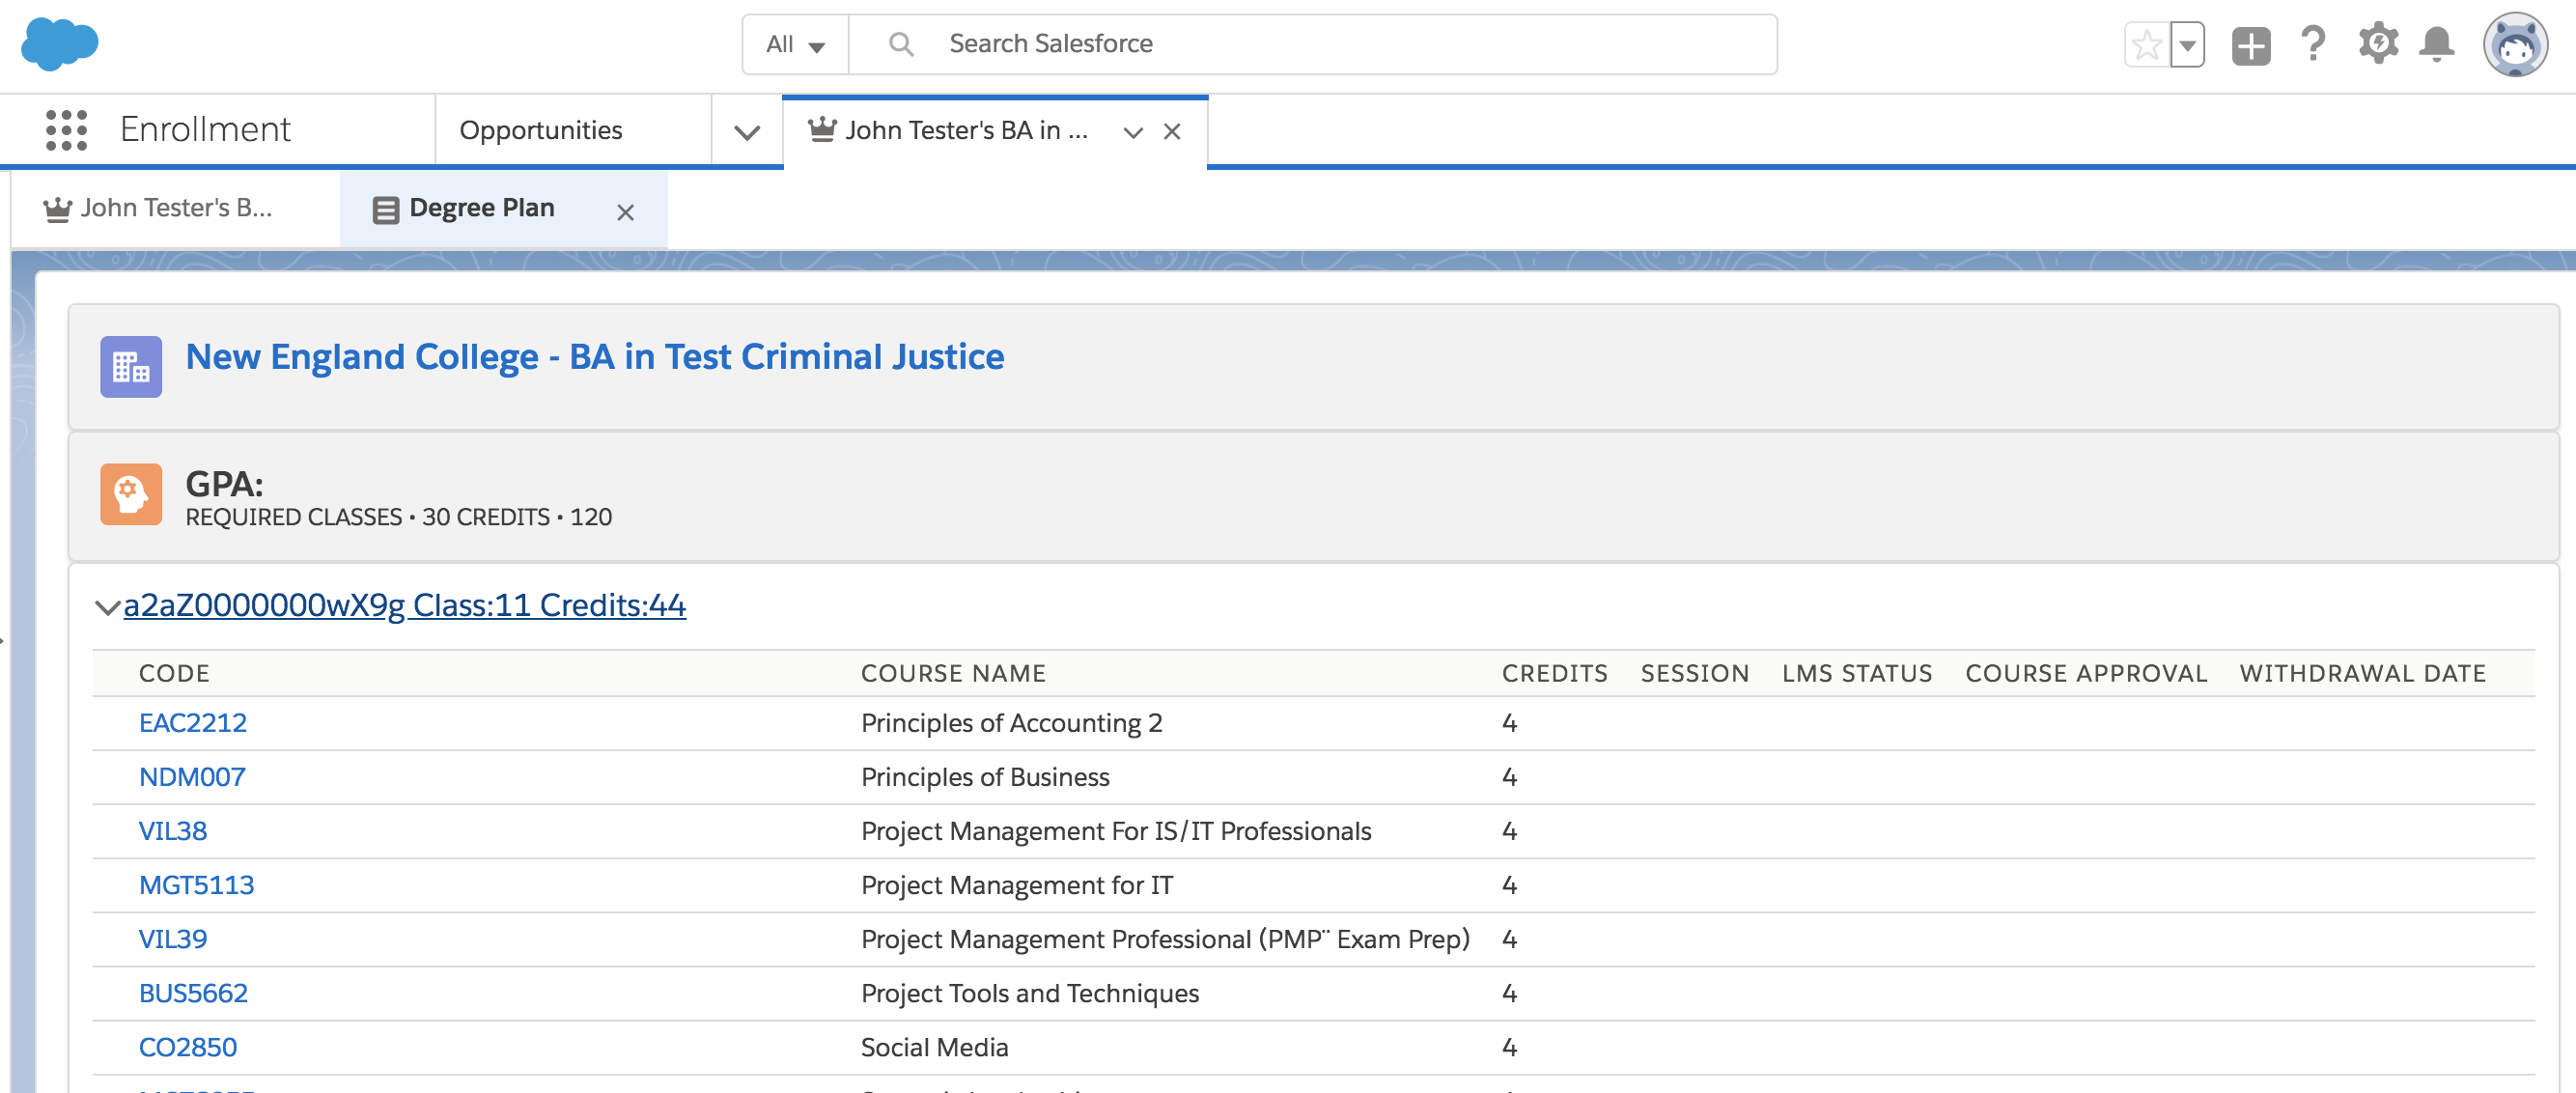 All Search Salesforce
Enrollment Opportunities John Tester's BA in ...
John Tester's B... Degree Plan
New England College - BA in Test Criminal Justice
GPA:
REQUIRED CLASSES • 30 CREDITS • 120
a2aZ0000000wX9g Class:11 Credits:44
CODE COURSE NAME CREDITS SESSION LMS STATUS COURSE APPROVAL WITHDRAWAL DATE
EAC2212 Principles of Accounting 2 4
NDM007 Principles of Business 4
VIL38 Project Management For IS/IT Professionals 4
MGT5113 Project Management for IT 4
VIL39 Project Management Professional (PMP¨ Exam Prep) 4
BUS5662 Project Tools and Techniques 4
CO2850 Social Media 4